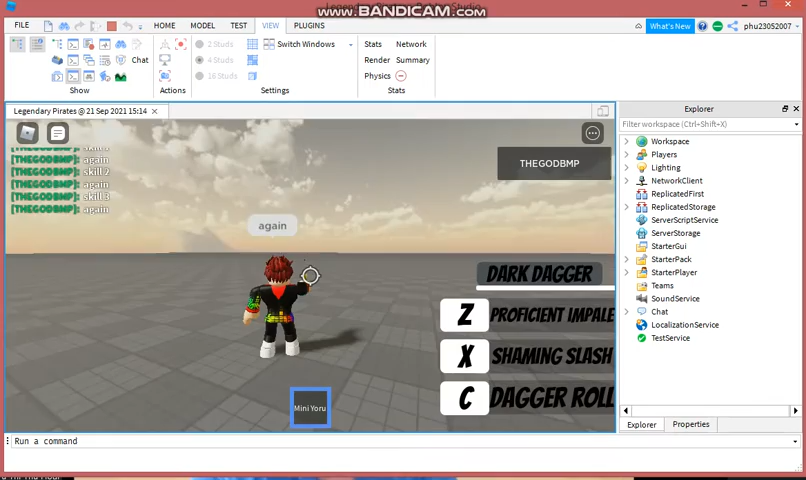 www.BANDICAM.com
FILE HOME MODEL TEST VIEW PLUGINS What's New phu23052007
2 Studs Switch Windows Stats Network
Chat 4 Studs Render Summary
16 Studs Physics
Show Actions Settings Stats
Legendary Pirates @ 21 Sep 2021 15:14
Explorer
Filter workspace (Ctrl+Shift+X)
[THEGODBMP]: again
[THEGODBMP]: skill 2
[THEGODBMP]: again
[THEGODBMP]: skill 3
[THEGODBMP]: again
THEGODBMP
again
DARK DAGGER
Z PROFICIENT IMPALE
X SHAMING SLASH
C DAGGER ROLL
Mini Yoru
Workspace
Players
Lighting
NetworkClient
ReplicatedFirst
ReplicatedStorage
ServerScriptService
ServerStorage
StarterGui
StarterPack
StarterPlayer
Teams
SoundService
Chat
LocalizationService
TestService
Explorer Properties
Run a command